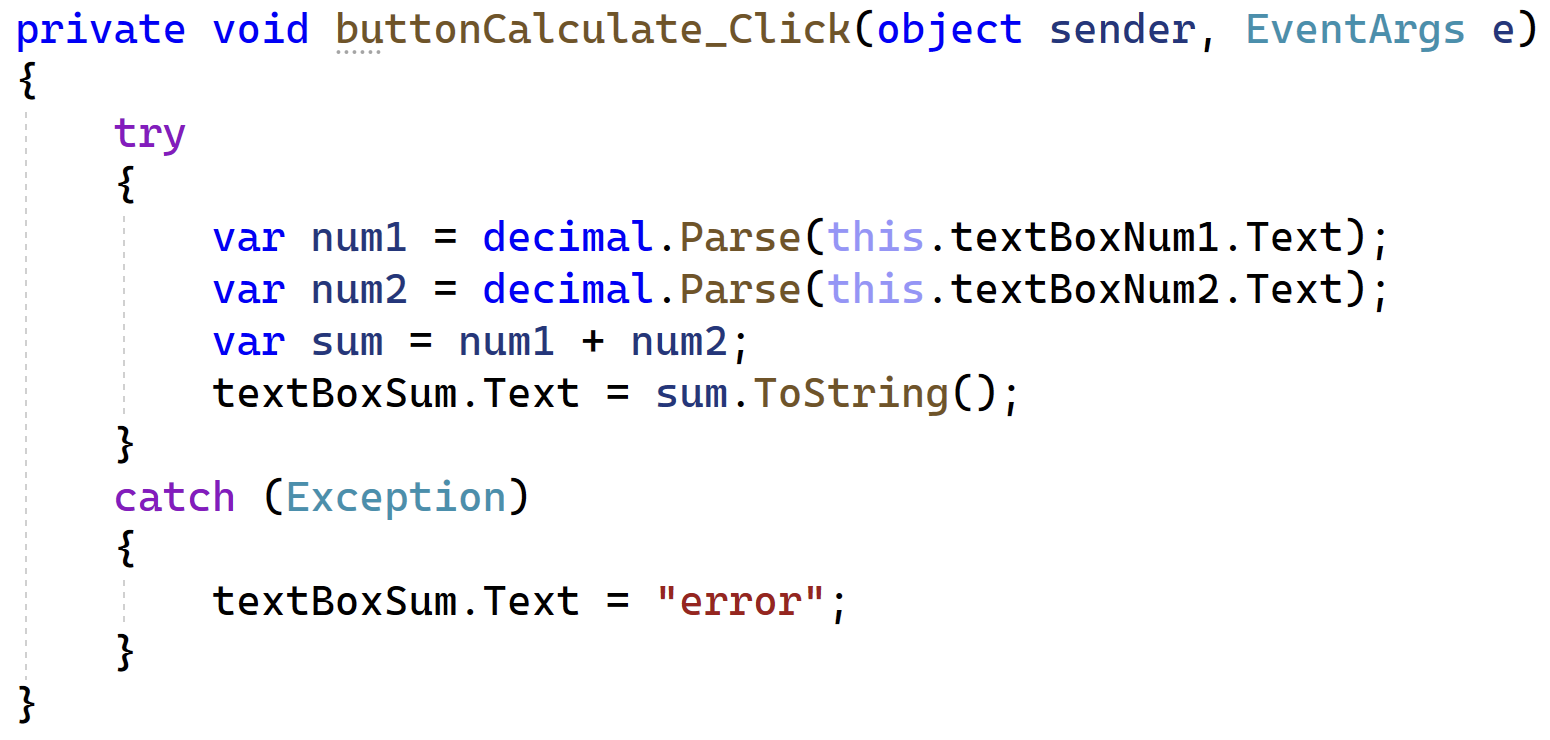 private void buttonCalculate_Click(object sender, EventArgs e)
{
    try
    {
        var num1 = decimal.Parse(this.textBoxNum1.Text);
        var num2 = decimal.Parse(this.textBoxNum2.Text);
        var sum = num1 + num2;
        textBoxSum.Text = sum.ToString();
    }
    catch (Exception)
    {
        textBoxSum.Text = "error";
    }
}